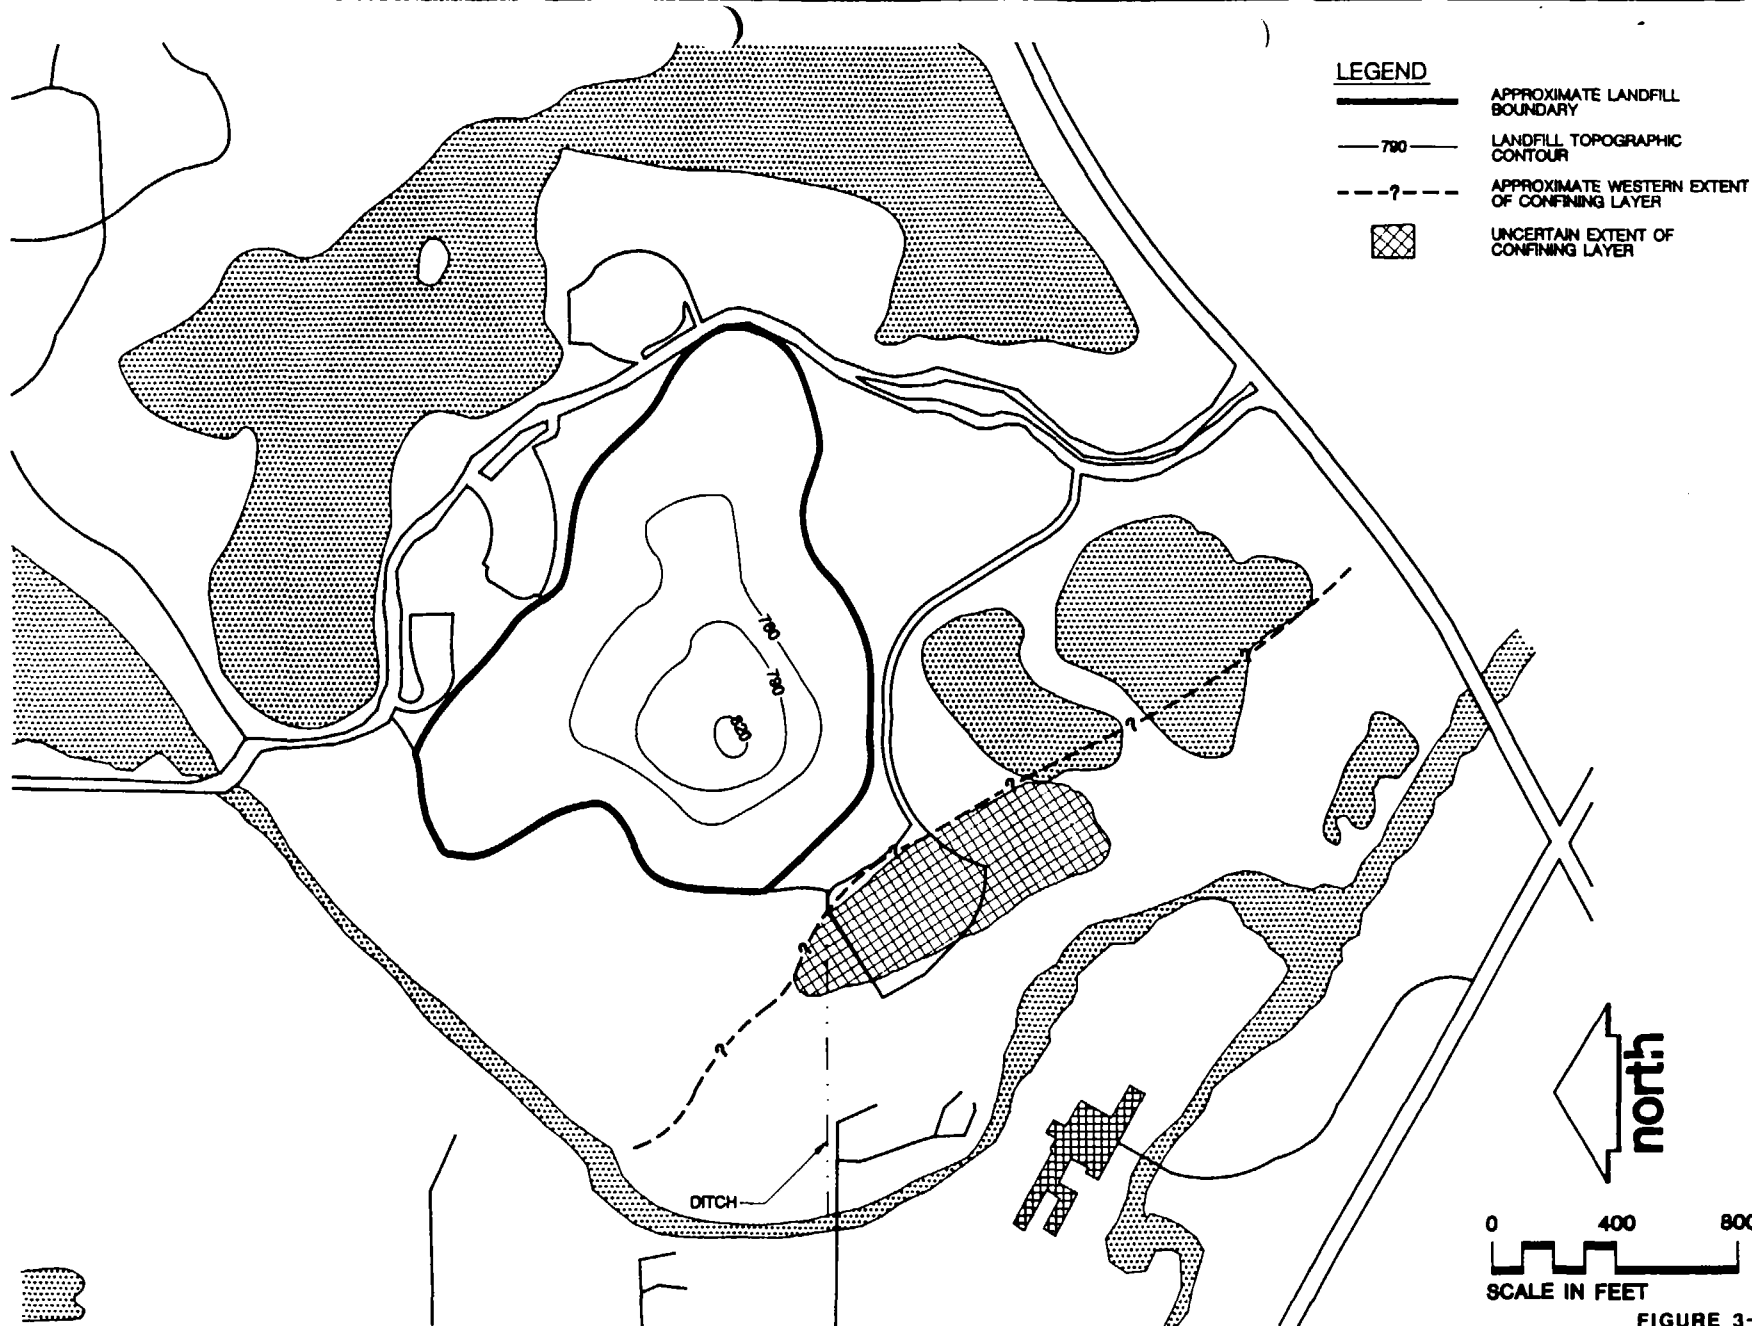 LEGEND
APPROXIMATE LANDFILL
BOUNDARY
790
LANDFILL TOPOGRAPHIC
CONTOUR
?
APPROXIMATE WESTERN EXTENT
OF CONFINING LAYER
UNCERTAIN EXTENT OF
CONFINING LAYER
780
790
820
?
?
?
?
?
?
DITCH
north
0 400 800
SCALE IN FEET
FIGURE 3-